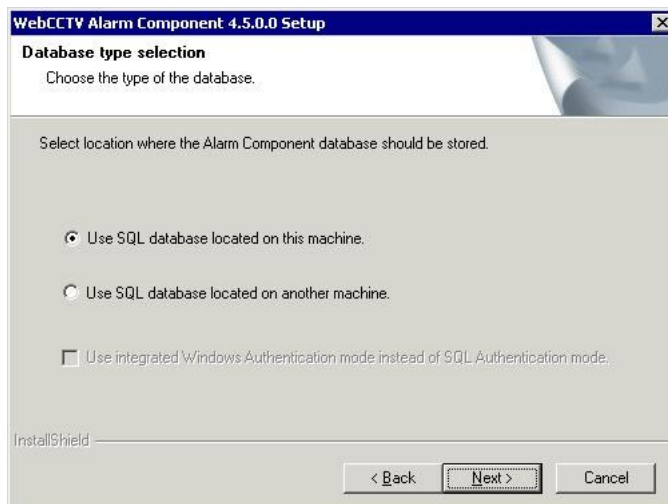 WebCCTV Alarm Component 4.5.0.0 Setup
Database type selection
Choose the type of the database.
Select location where the Alarm Component database should be stored.
Use SQL database located on this machine.
Use SQL database located on another machine.
Use integrated Windows Authentication mode instead of SQL Authentication mode.
InstallShield
< Back Next > Cancel